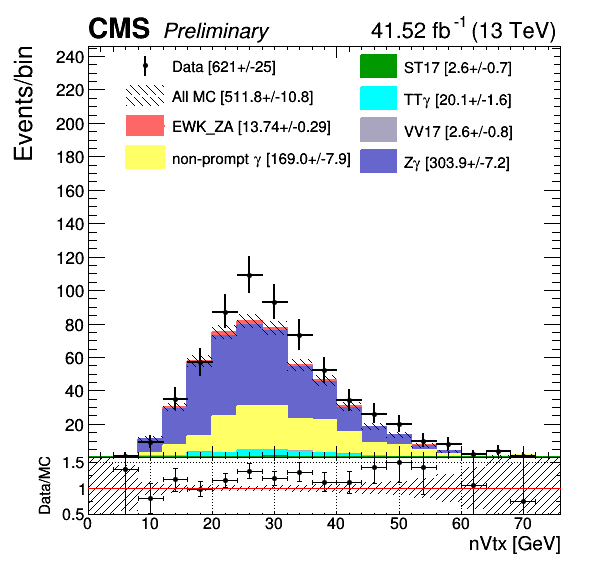 CMS Preliminary 41.52 fb⁻¹ (13 TeV)
Events/bin
240
220
200
180
160
140
120
100
80
60
40
20
Data [621+/-25]
All MC [511.8+/-10.8]
EWK_ZA [13.74+/-0.29]
non-prompt γ [169.0+/-7.9]
ST17 [2.6+/-0.7]
TTγ [20.1+/-1.6]
VV17 [2.6+/-0.8]
Zγ [303.9+/-7.2]
Data/MC
1.5
1
0.5
0 10 20 30 40 50 60 70
nVtx [GeV]